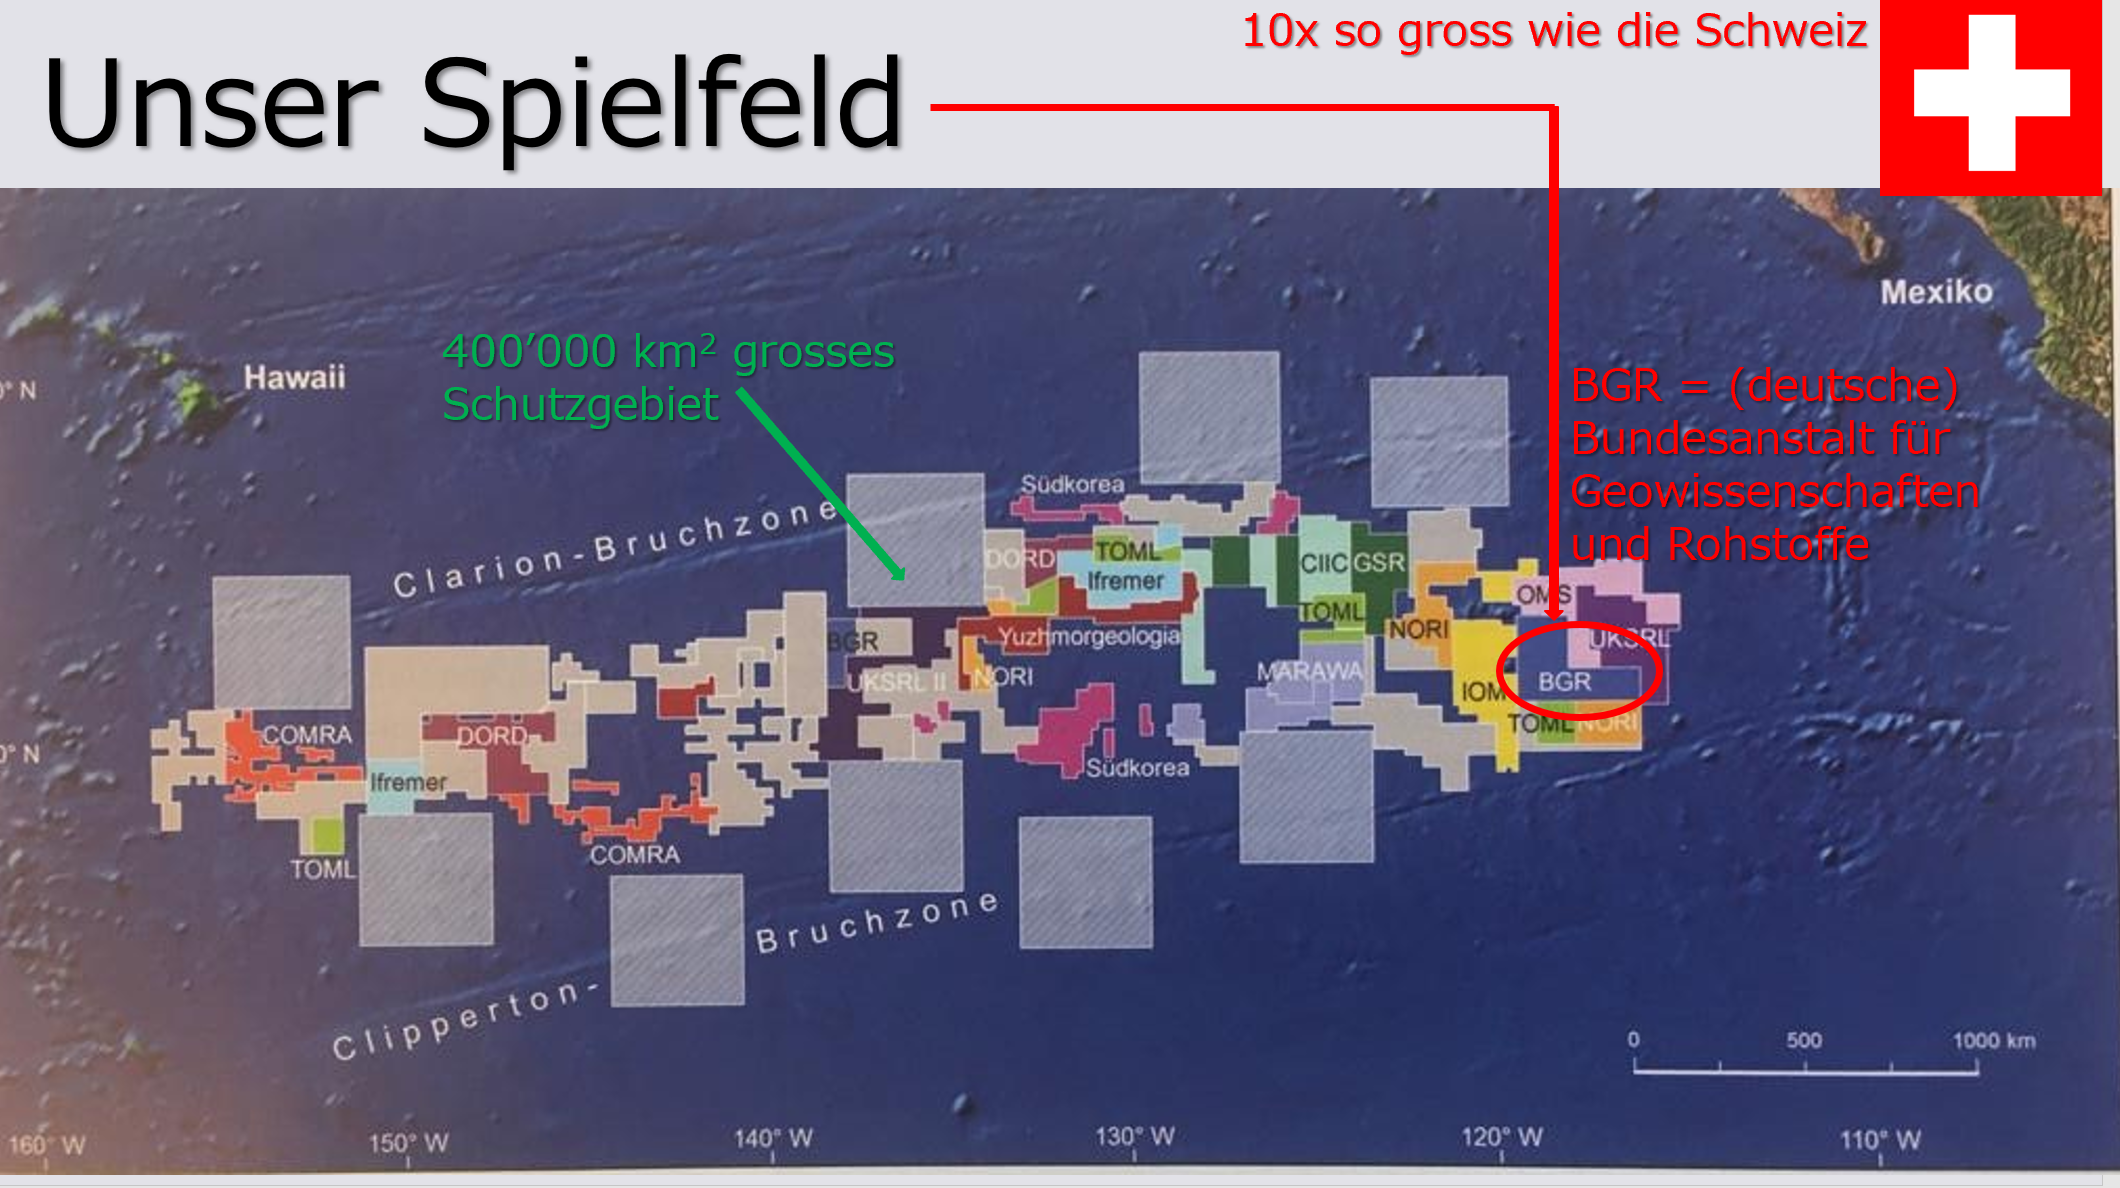 10x so gross wie die Schweiz
Unser Spielfeld
Mexiko
400’000 km² grosses
Schutzgebiet
Hawaii
° N
BGR = (deutsche)
Bundesanstalt für
Geowissenschaften
und Rohstoffe
Clarion-Bruchzone
Südkorea
DORD
TOML
Ifremer
CIIC
GSR
OMS
TOML
NORI
BGR
Yuzhmorgeologia
UKSRL
UKSRL II
NORI
MARAWA
IOM
BGR
COMRA
DORD
TOML
NORI
0° N
Ifremer
Südkorea
COMRA
TOML
Clipperton-
Bruchzone
0 500 1000 km
160° W 150° W 140° W 130° W 120° W 110° W